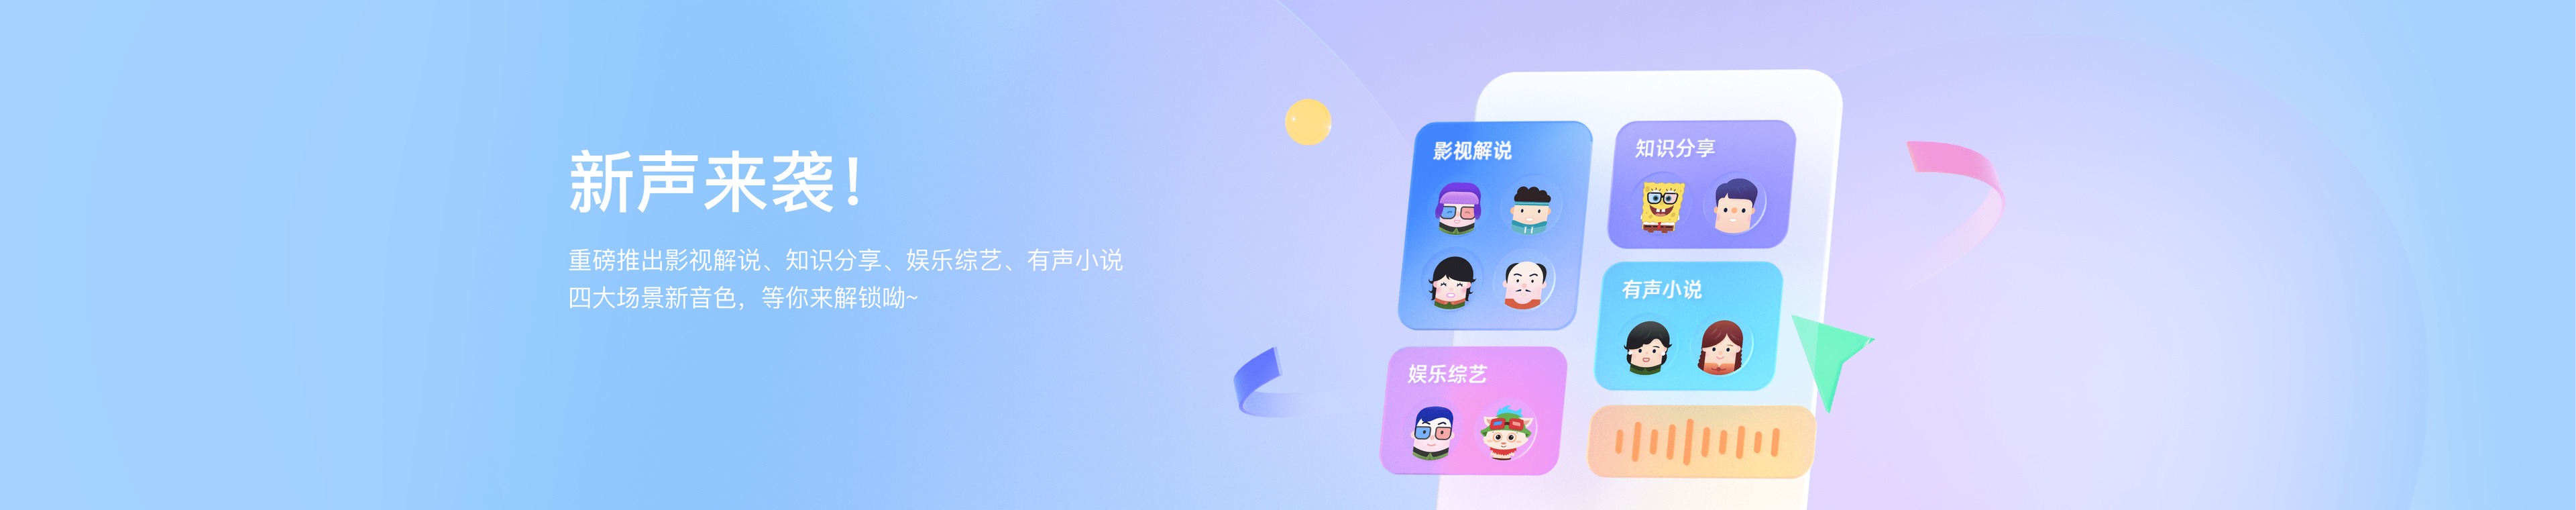 新声来袭！
重磅推出影视解说、知识分享、娱乐综艺、有声小说
四大场景新音色，等你来解锁呦~
影视解说
知识分享
有声小说
娱乐综艺